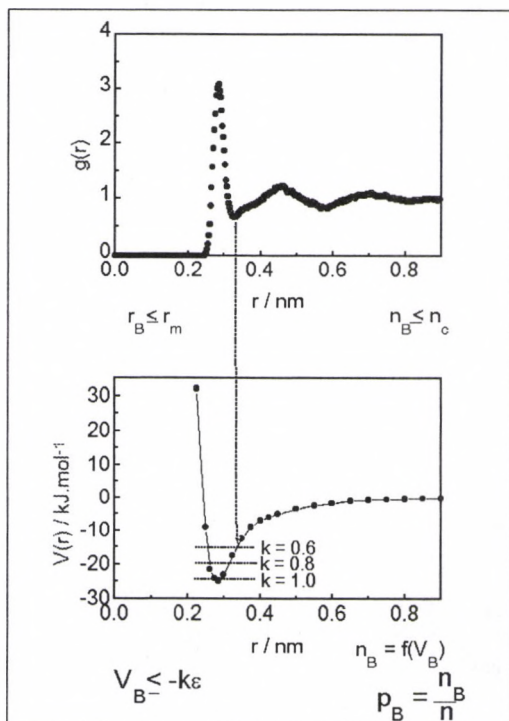 4
3
2
1
0
g(r)
0.0 0.2 0.4 0.6 0.8
r / nm
r_B ≤ r_m n_B ≤ n_c
30
20
10
0
-10
-20
-30
V(r) / kJ.mol⁻¹
k = 0.6
k = 0.8
k = 1.0
0.0 0.2 0.4 0.6 0.8
r / nm
n_B = f(V_B)
V_B ≤ -kε
p_B = n_B/n